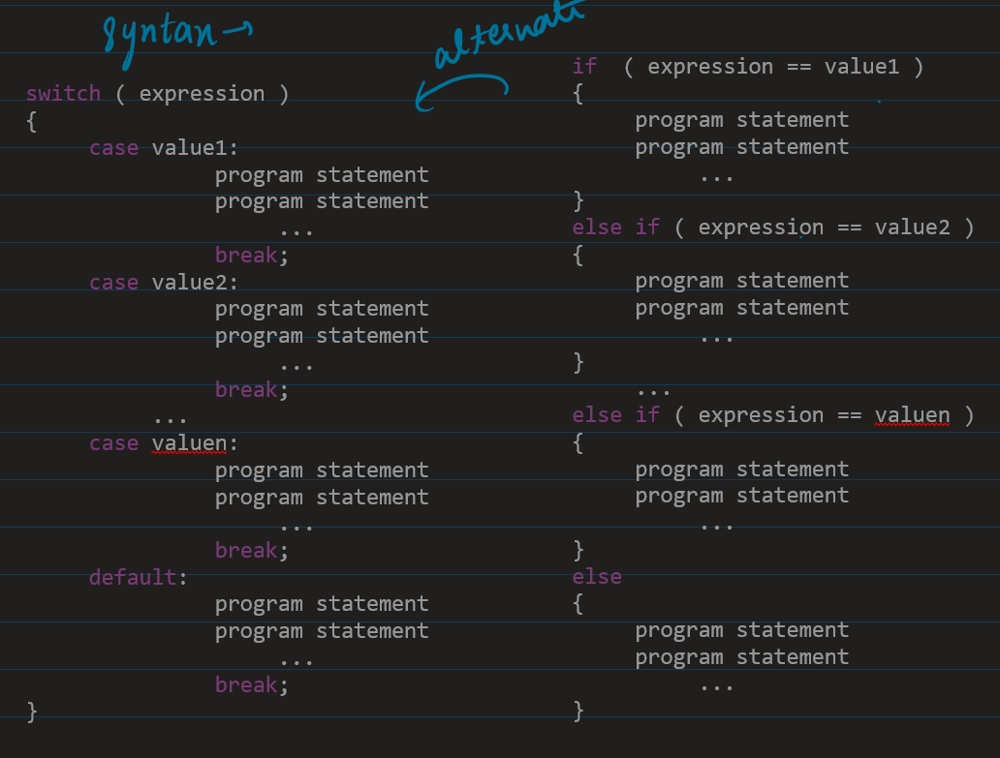 syntax →
switch ( expression )
{
case value1:
program statement
program statement
...
break;
case value2:
program statement
program statement
...
break;
...
case valuen:
program statement
program statement
...
break;
default:
program statement
program statement
...
break;
}
alternati
if ( expression == value1 )
{
program statement
program statement
...
}
else if ( expression == value2 )
{
program statement
program statement
...
}
...
else if ( expression == valuen )
{
program statement
program statement
...
}
else
{
program statement
program statement
...
}